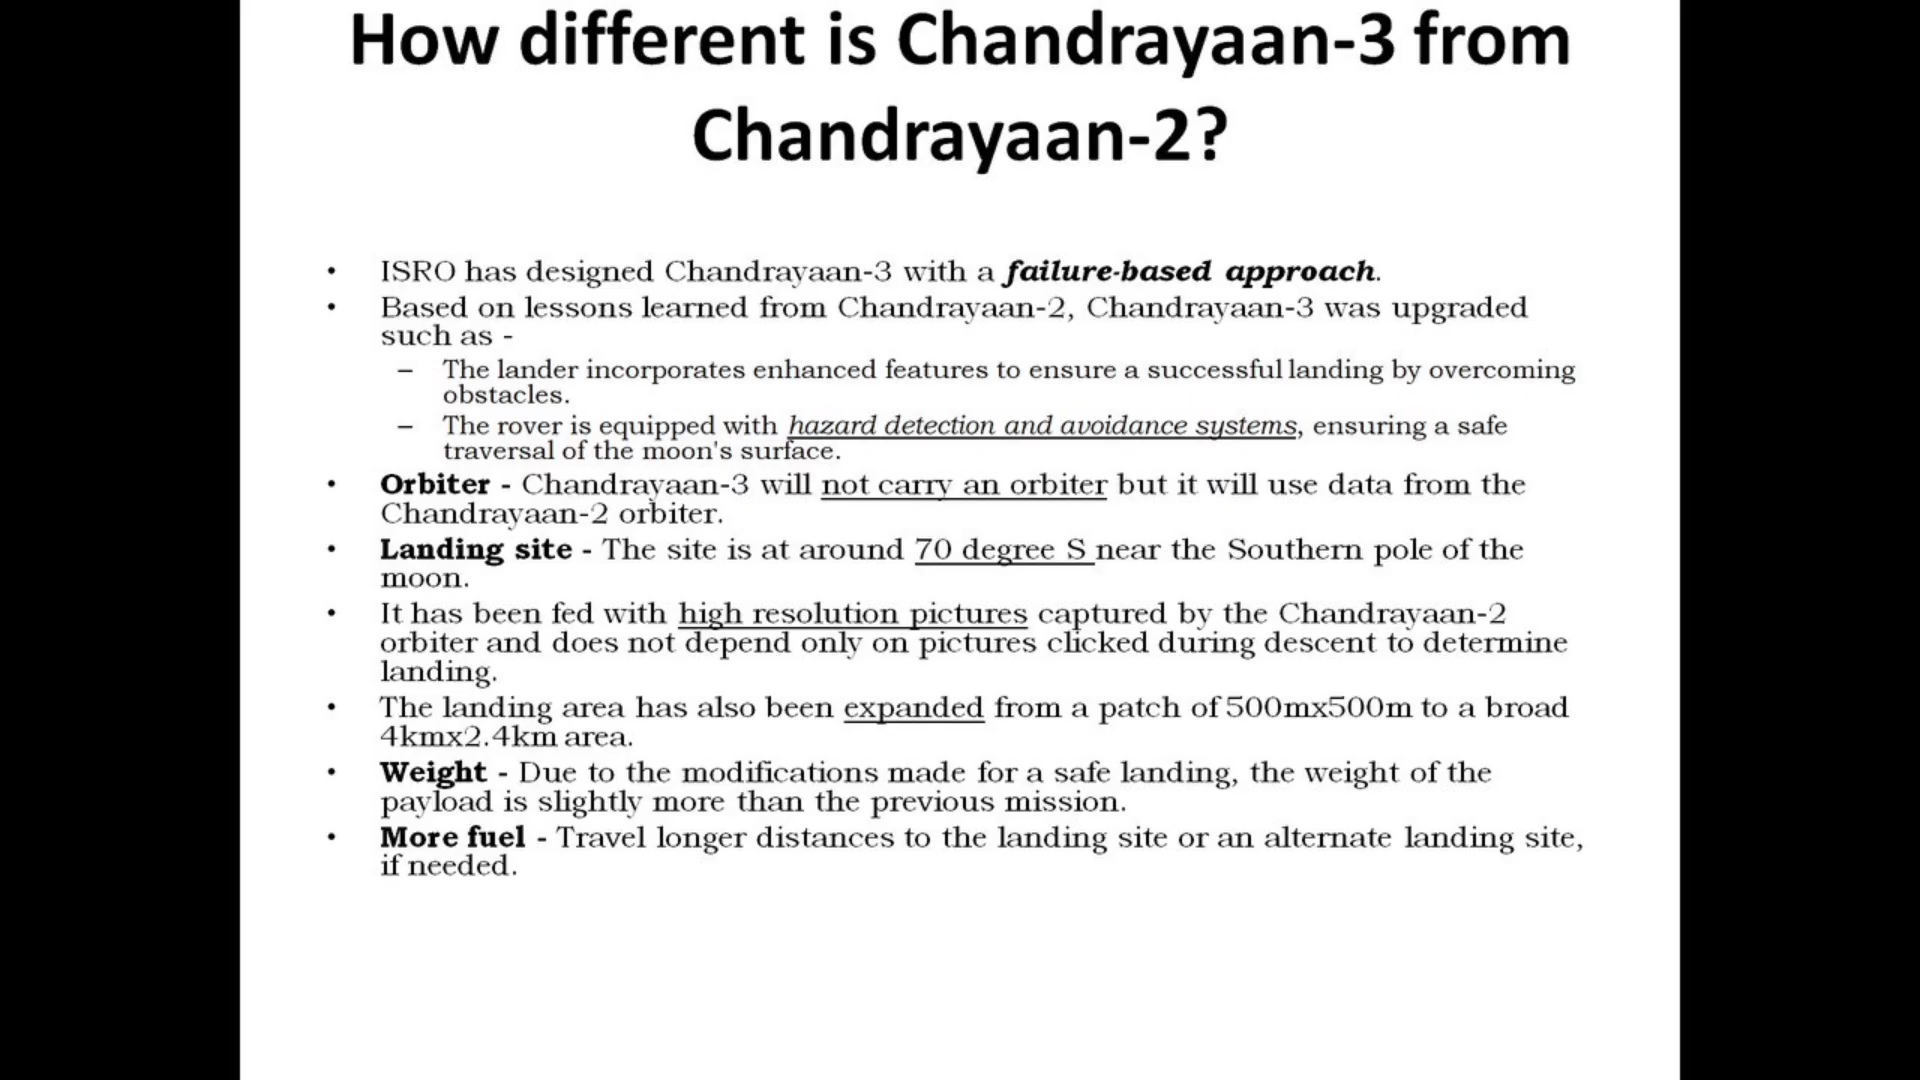 How different is Chandrayaan-3 from
Chandrayaan-2?
• ISRO has designed Chandrayaan-3 with a failure-based approach.
• Based on lessons learned from Chandrayaan-2, Chandrayaan-3 was upgraded
such as -
– The lander incorporates enhanced features to ensure a successful landing by overcoming
obstacles.
– The rover is equipped with hazard detection and avoidance systems, ensuring a safe
traversal of the moon's surface.
• Orbiter - Chandrayaan-3 will not carry an orbiter but it will use data from the
Chandrayaan-2 orbiter.
• Landing site - The site is at around 70 degree S near the Southern pole of the
moon.
• It has been fed with high resolution pictures captured by the Chandrayaan-2
orbiter and does not depend only on pictures clicked during descent to determine
landing.
• The landing area has also been expanded from a patch of 500mx500m to a broad
4kmx2.4km area.
• Weight - Due to the modifications made for a safe landing, the weight of the
payload is slightly more than the previous mission.
• More fuel - Travel longer distances to the landing site or an alternate landing site,
if needed.